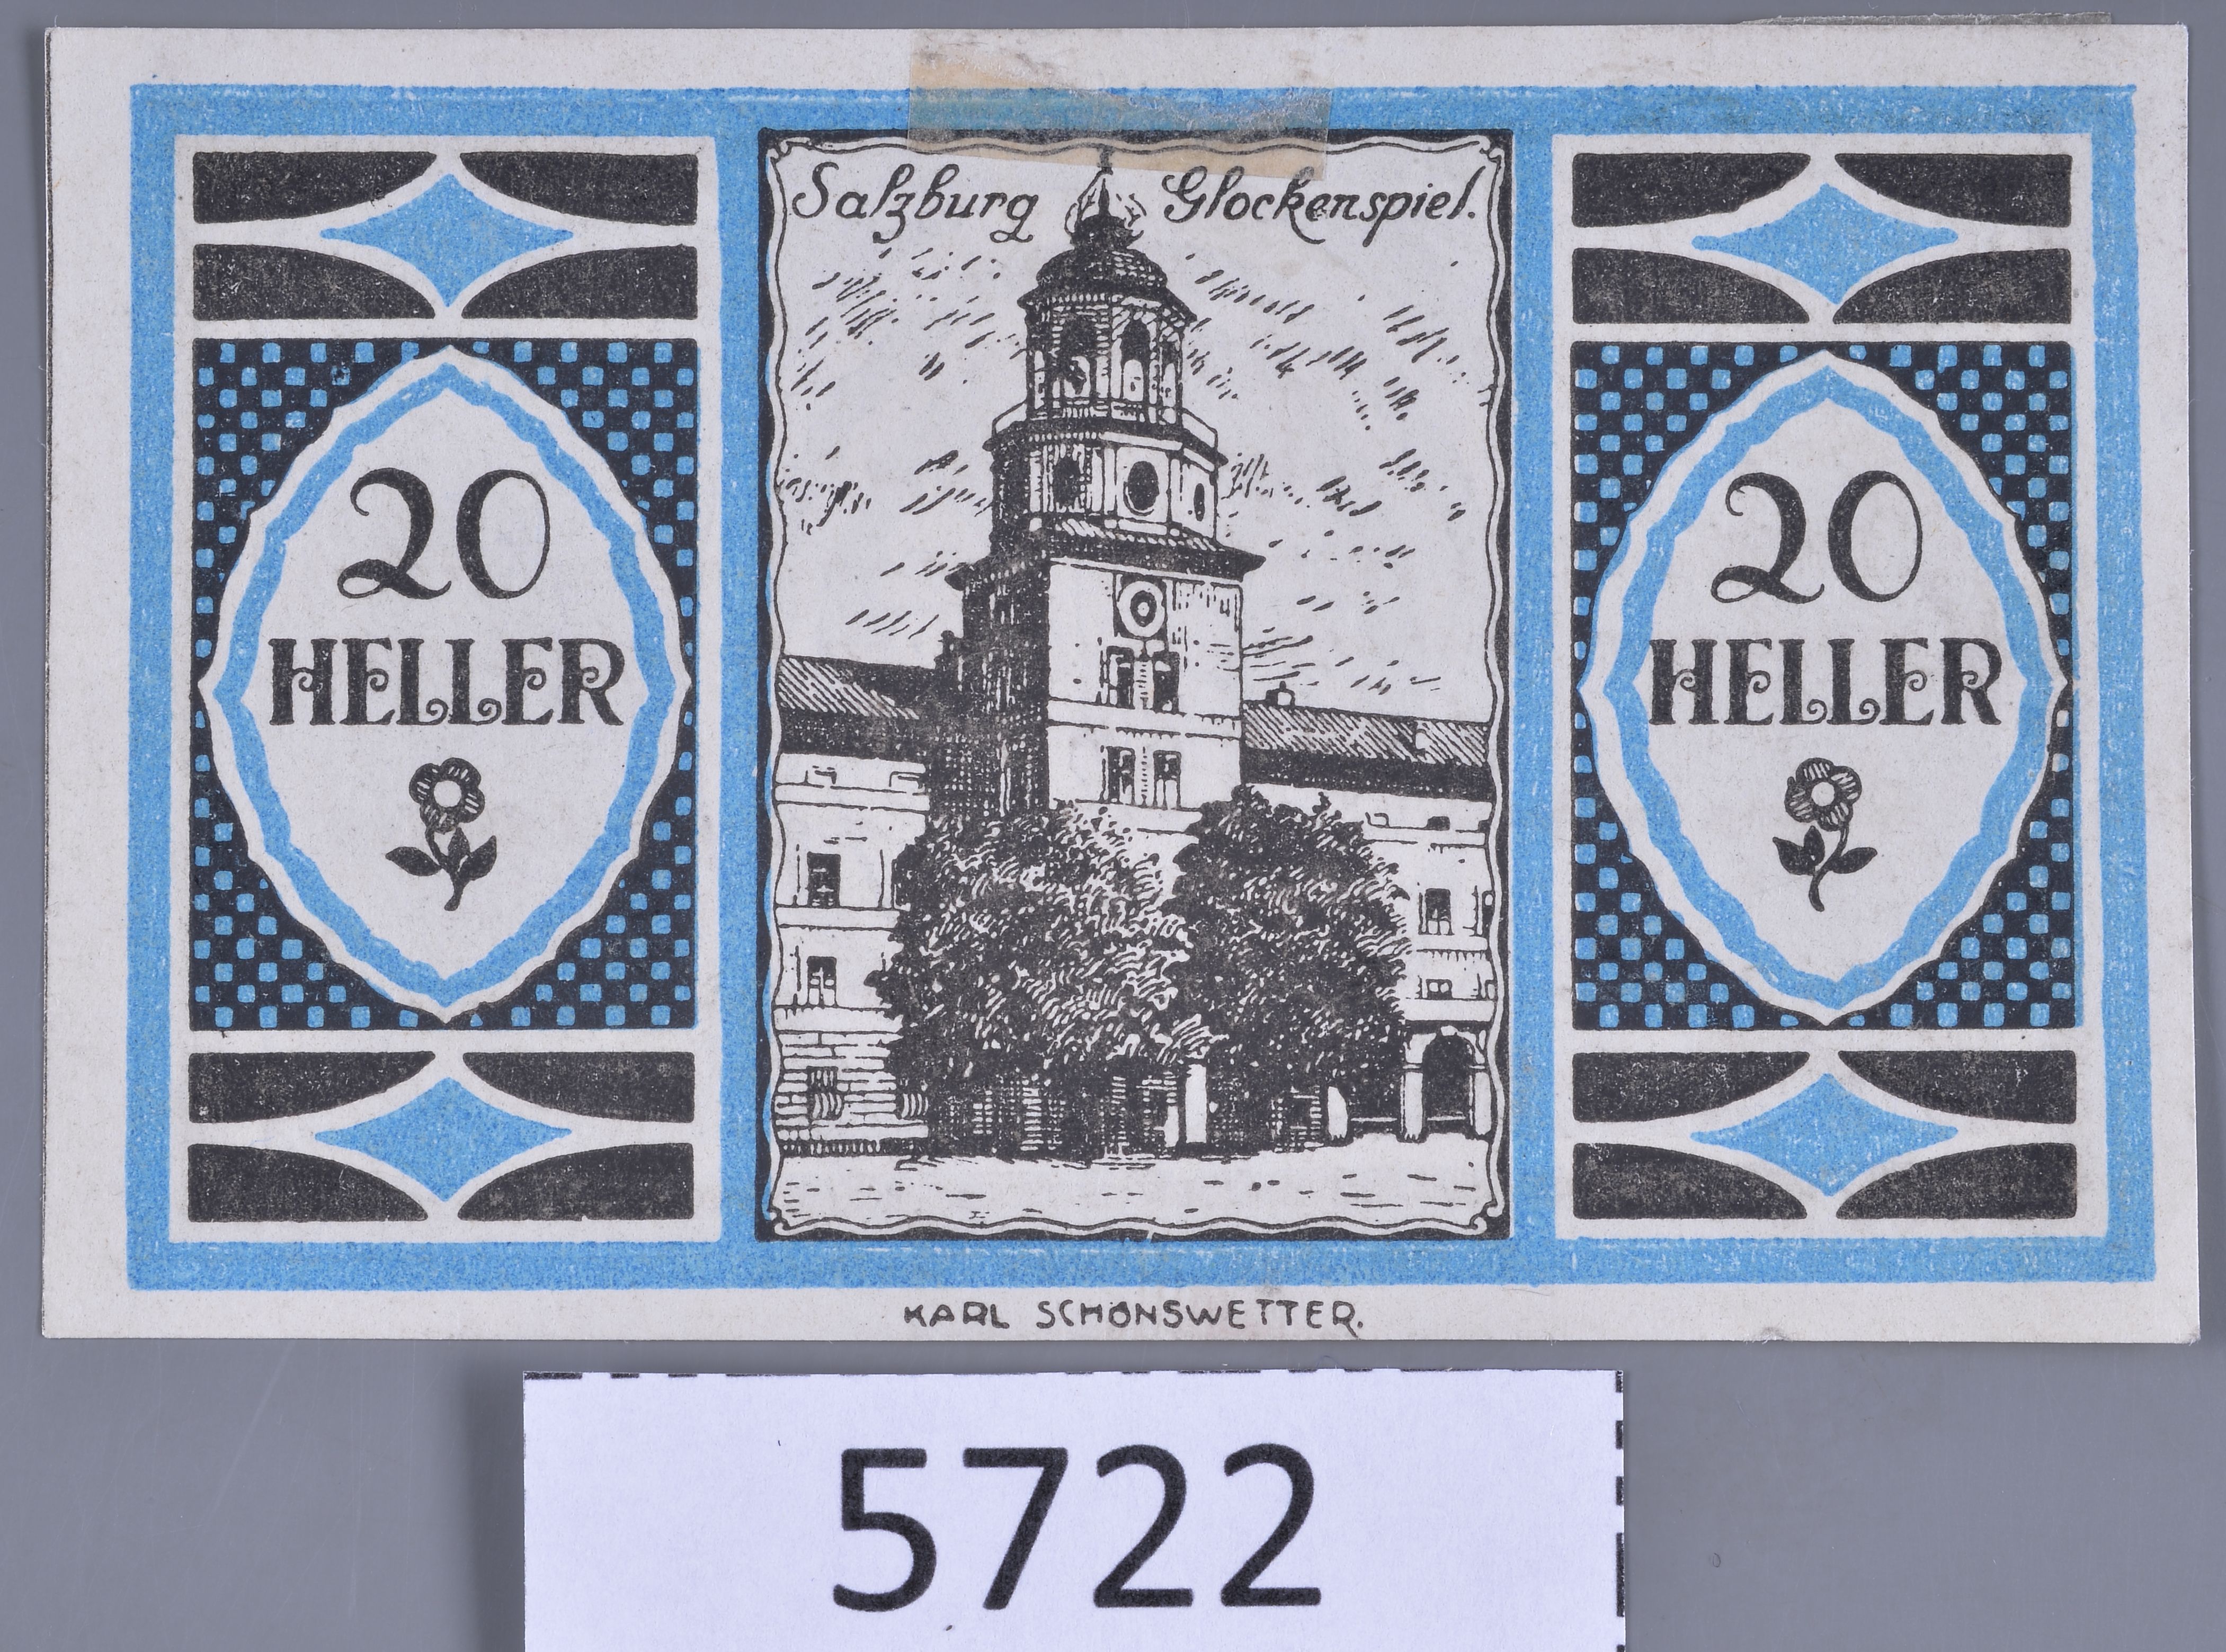 Salzburg Glockenspiel.
20
HELLER
20
HELLER
KARL SCHÖNSWETTER.
5722